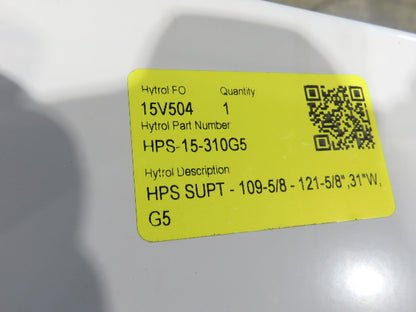 Hytrol FO Quantity
15V504 1
Hytrol Part Number
HPS-15-310G5
Hytrol Description
HPS SUPT - 109-5/8 - 121-5/8",31"W,
G5